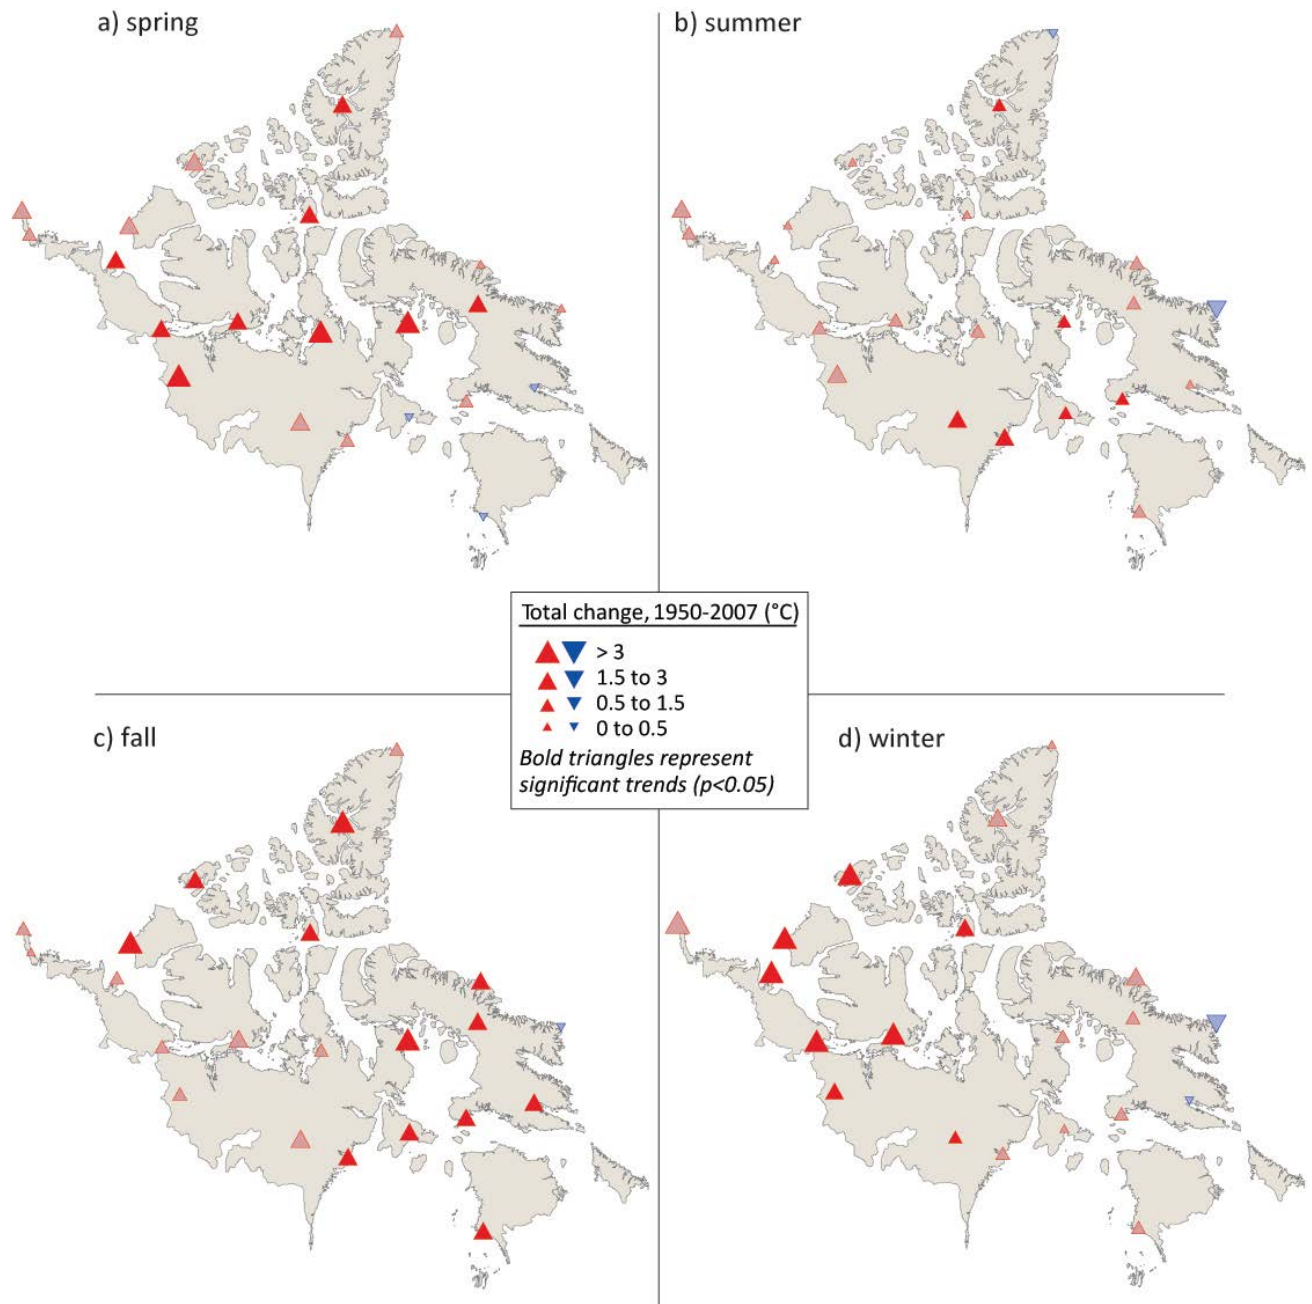 a) spring
b) summer
Total change, 1950-2007 (°C)
> 3
1.5 to 3
0.5 to 1.5
0 to 0.5
Bold triangles represent
significant trends (p<0.05)
c) fall
d) winter